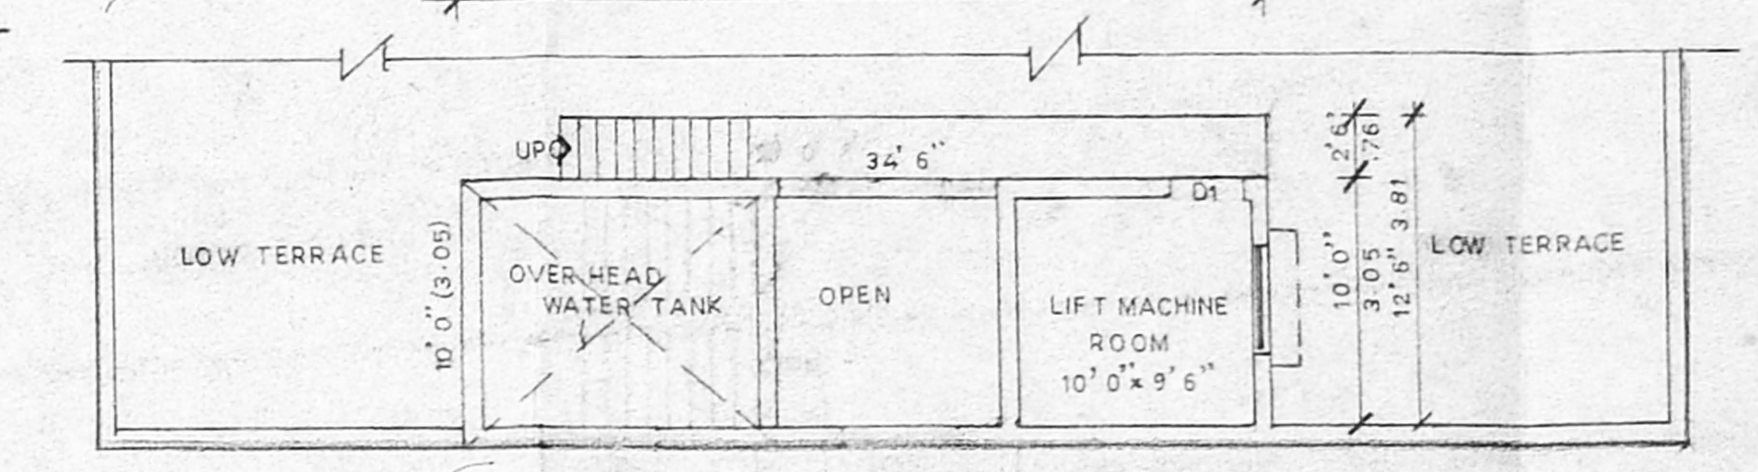 UP
34' 6"
2'6"
.76
D1
LOW TERRACE
10' 0" (3.05)
OVER HEAD
WATER TANK
OPEN
LIFT MACHINE
ROOM
10' 0" x 9' 6"
10' 0"
3.05
12' 6" 3.81
LOW TERRACE